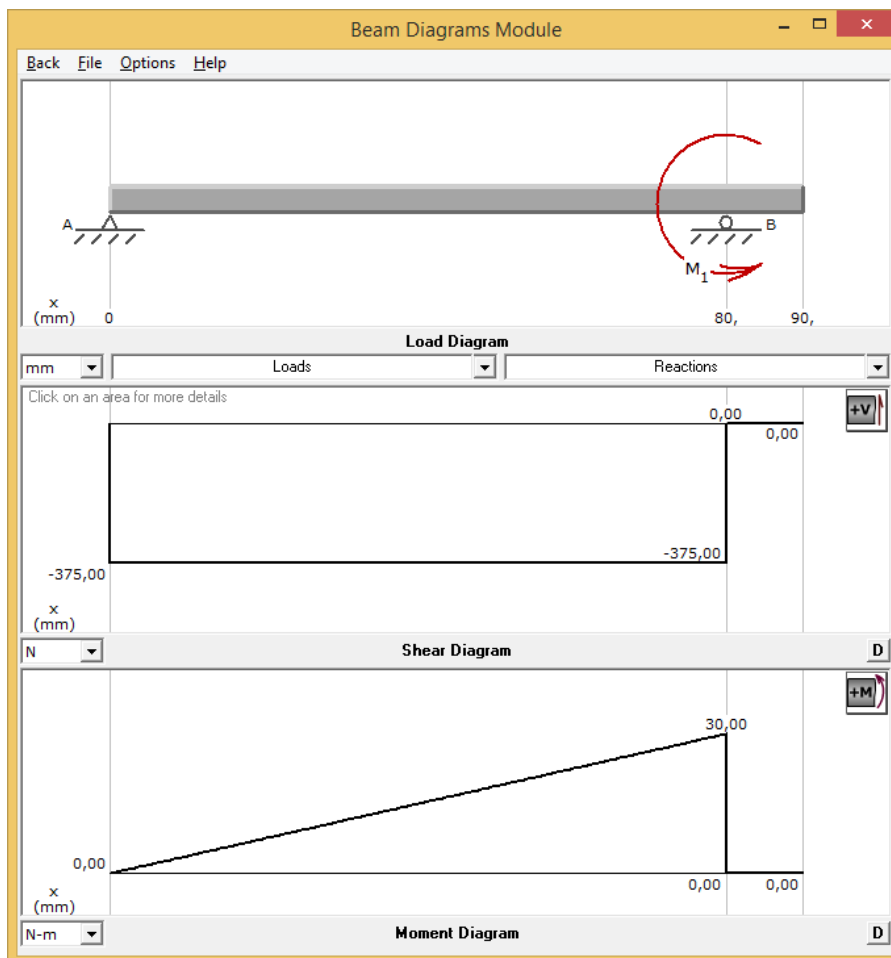 Beam Diagrams Module
Back File Options Help
A
B
M1
x
(mm) 0 80, 90,
Load Diagram
mm Loads Reactions
Click on an area for more details
+V
0,00
0,00
-375,00
-375,00
x
(mm)
N Shear Diagram D
+M
30,00
0,00
0,00 0,00
x
(mm)
N-m Moment Diagram D